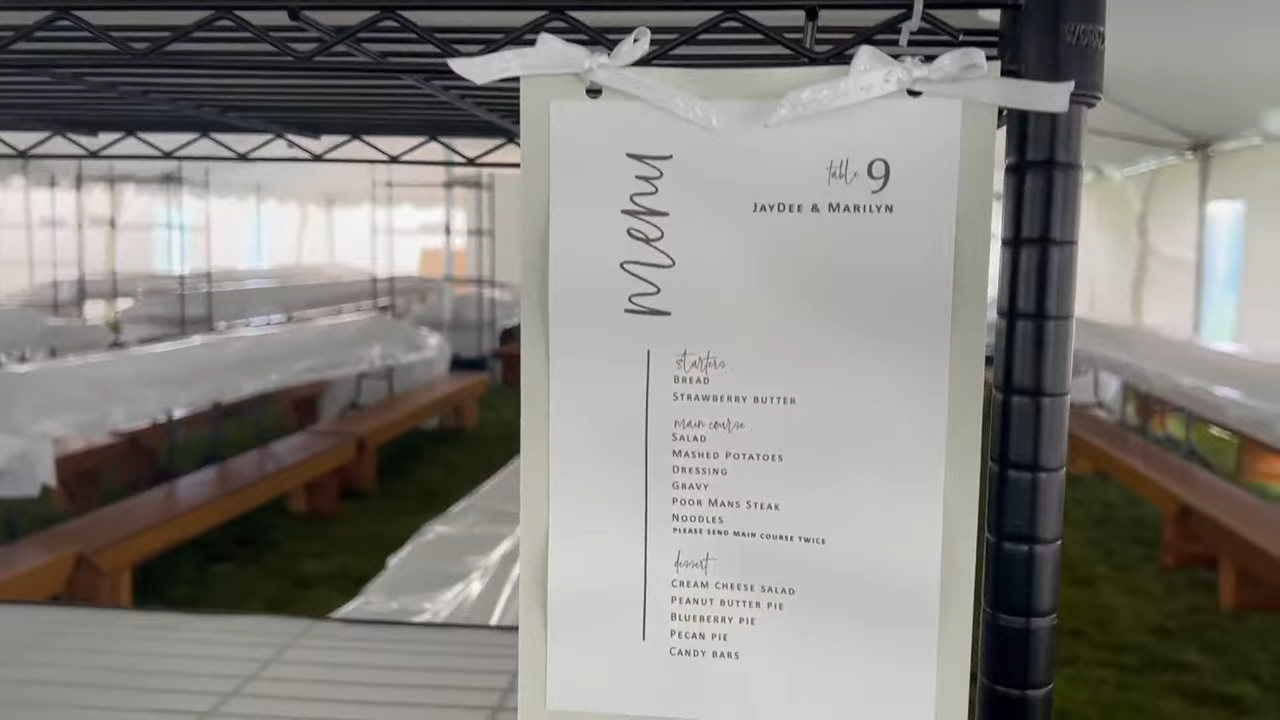 menu
table 9
JayDee & Marilyn
starters
Bread
Strawberry Butter
main course
Salad
Mashed Potatoes
Dressing
Gravy
Poor Mans Steak
Noodles
Please send main course twice
dessert
Cream Cheese Salad
Peanut Butter Pie
Blueberry Pie
Pecan Pie
Candy Bars